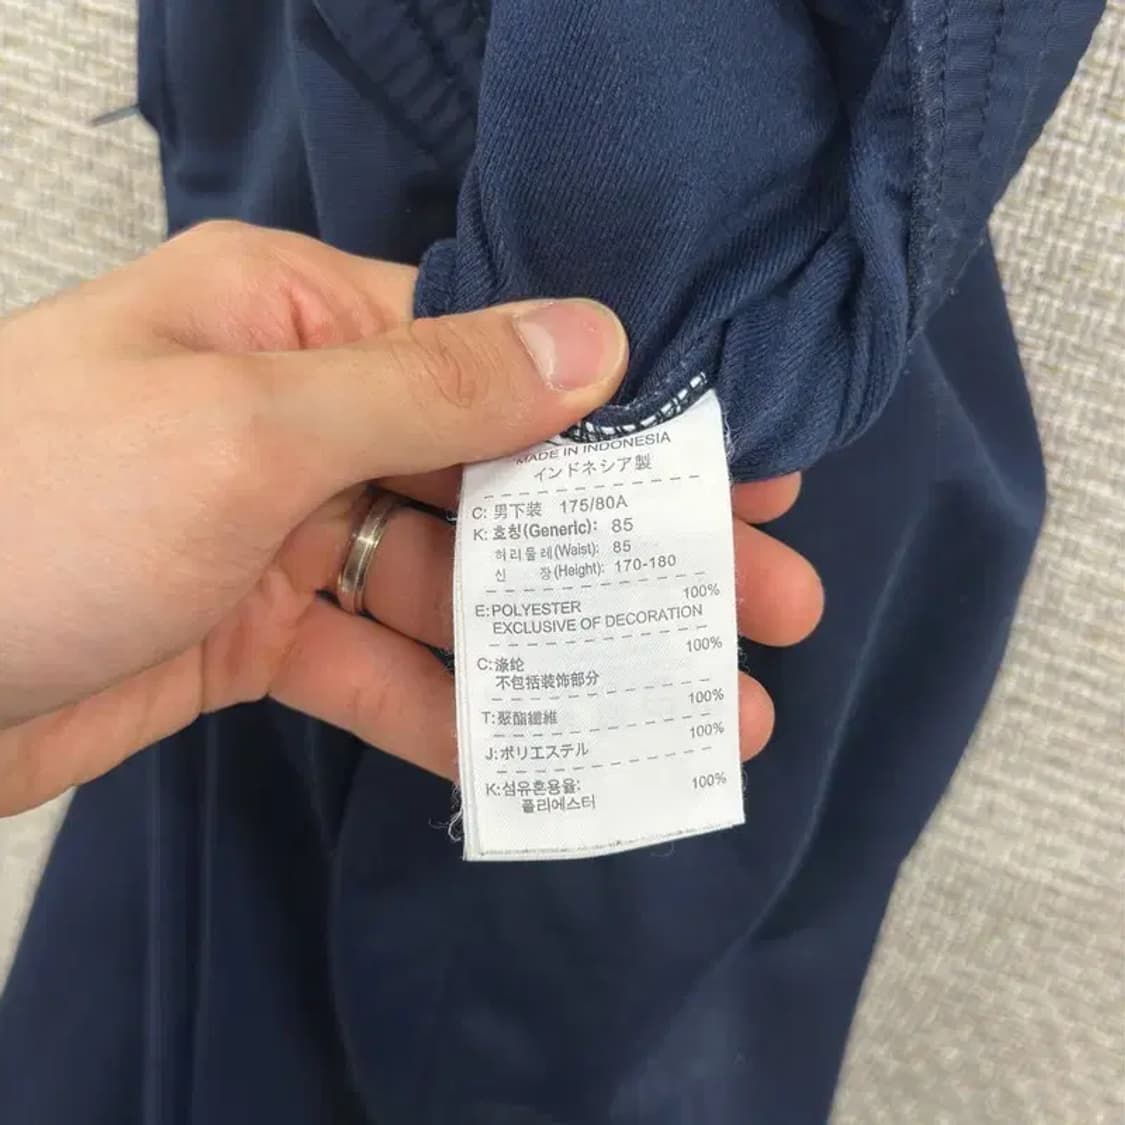 MADE IN INDONESIA
インドネシア製
C: 男下装 175/80A
K: 호칭(Generic): 85
허리둘레(Waist): 85
신 장(Height): 170-180
E:POLYESTER 100%
EXCLUSIVE OF DECORATION
C:涤纶 100%
不包括装饰部分
T:聚酯纖維 100%
J:ポリエステル 100%
K:섬유혼용율: 100%
폴리에스터